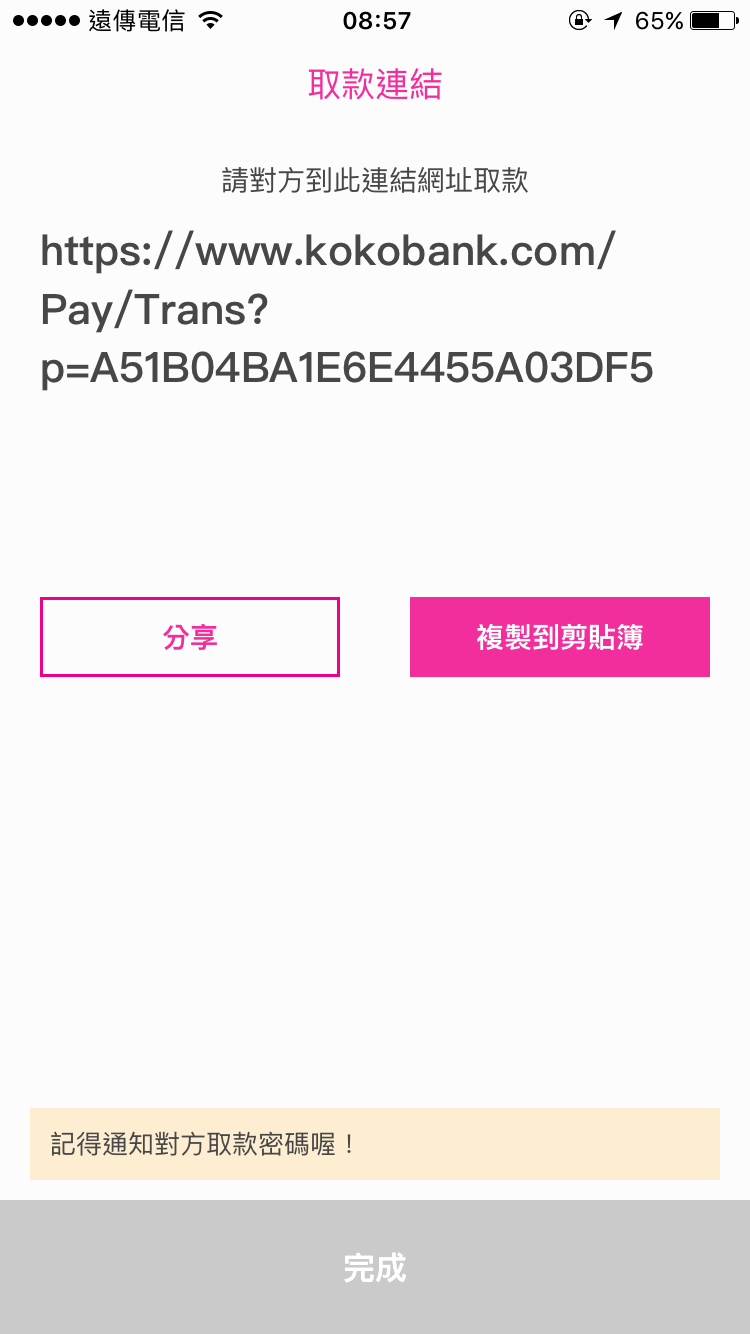 遠傳電信 08:57 65%
取款連結
請對方到此連結網址取款
https://www.kokobank.com/
Pay/Trans?
p=A51B04BA1E6E4455A03DF5
分享 複製到剪貼簿
記得通知對方取款密碼喔！
完成